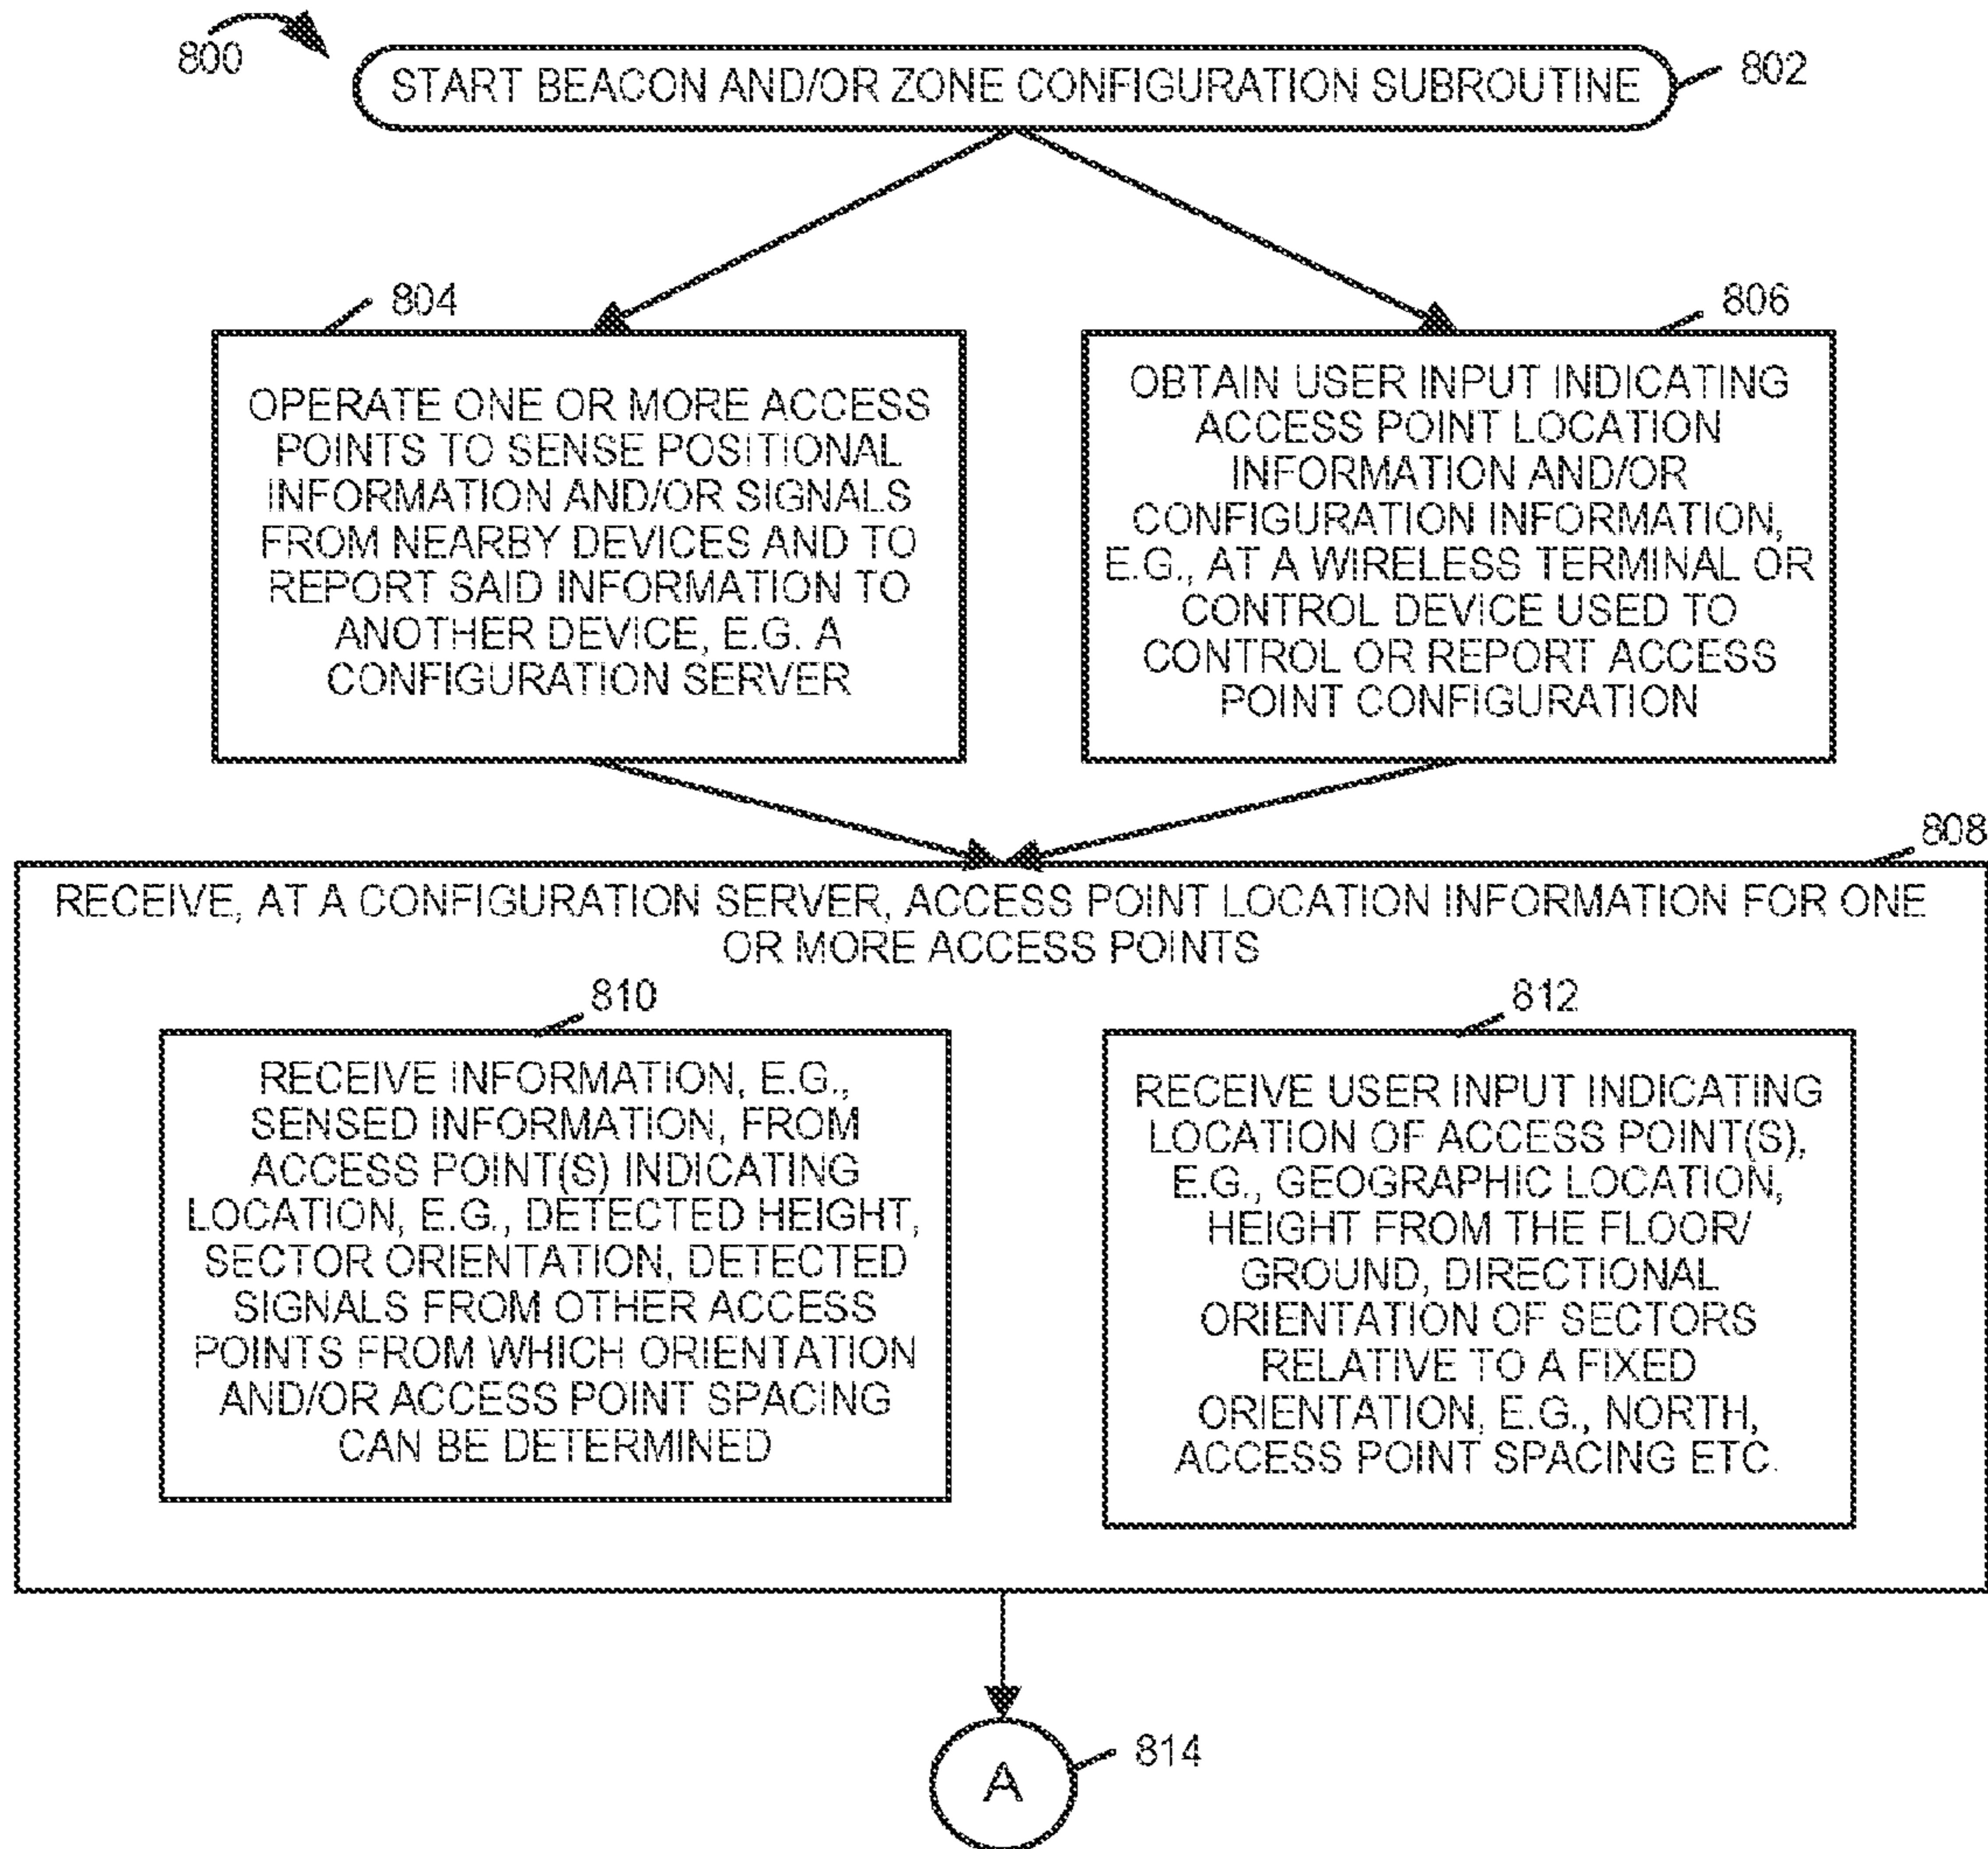 800
START BEACON AND/OR ZONE CONFIGURATION SUBROUTINE
802
804
OPERATE ONE OR MORE ACCESS
POINTS TO SENSE POSITIONAL
INFORMATION AND/OR SIGNALS
FROM NEARBY DEVICES AND TO
REPORT SAID INFORMATION TO
ANOTHER DEVICE, E.G. A
CONFIGURATION SERVER
806
OBTAIN USER INPUT INDICATING
ACCESS POINT LOCATION
INFORMATION AND/OR
CONFIGURATION INFORMATION,
E.G., AT A WIRELESS TERMINAL OR
CONTROL DEVICE USED TO
CONTROL OR REPORT ACCESS
POINT CONFIGURATION
808
RECEIVE, AT A CONFIGURATION SERVER, ACCESS POINT LOCATION INFORMATION FOR ONE
OR MORE ACCESS POINTS
810
RECEIVE INFORMATION, E.G.,
SENSED INFORMATION, FROM
ACCESS POINT(S) INDICATING
LOCATION, E.G., DETECTED HEIGHT,
SECTOR ORIENTATION, DETECTED
SIGNALS FROM OTHER ACCESS
POINTS FROM WHICH ORIENTATION
AND/OR ACCESS POINT SPACING
CAN BE DETERMINED
812
RECEIVE USER INPUT INDICATING
LOCATION OF ACCESS POINT(S),
E.G., GEOGRAPHIC LOCATION,
HEIGHT FROM THE FLOOR/
GROUND, DIRECTIONAL
ORIENTATION OF SECTORS
RELATIVE TO A FIXED
ORIENTATION, E.G., NORTH,
ACCESS POINT SPACING ETC.
A
814